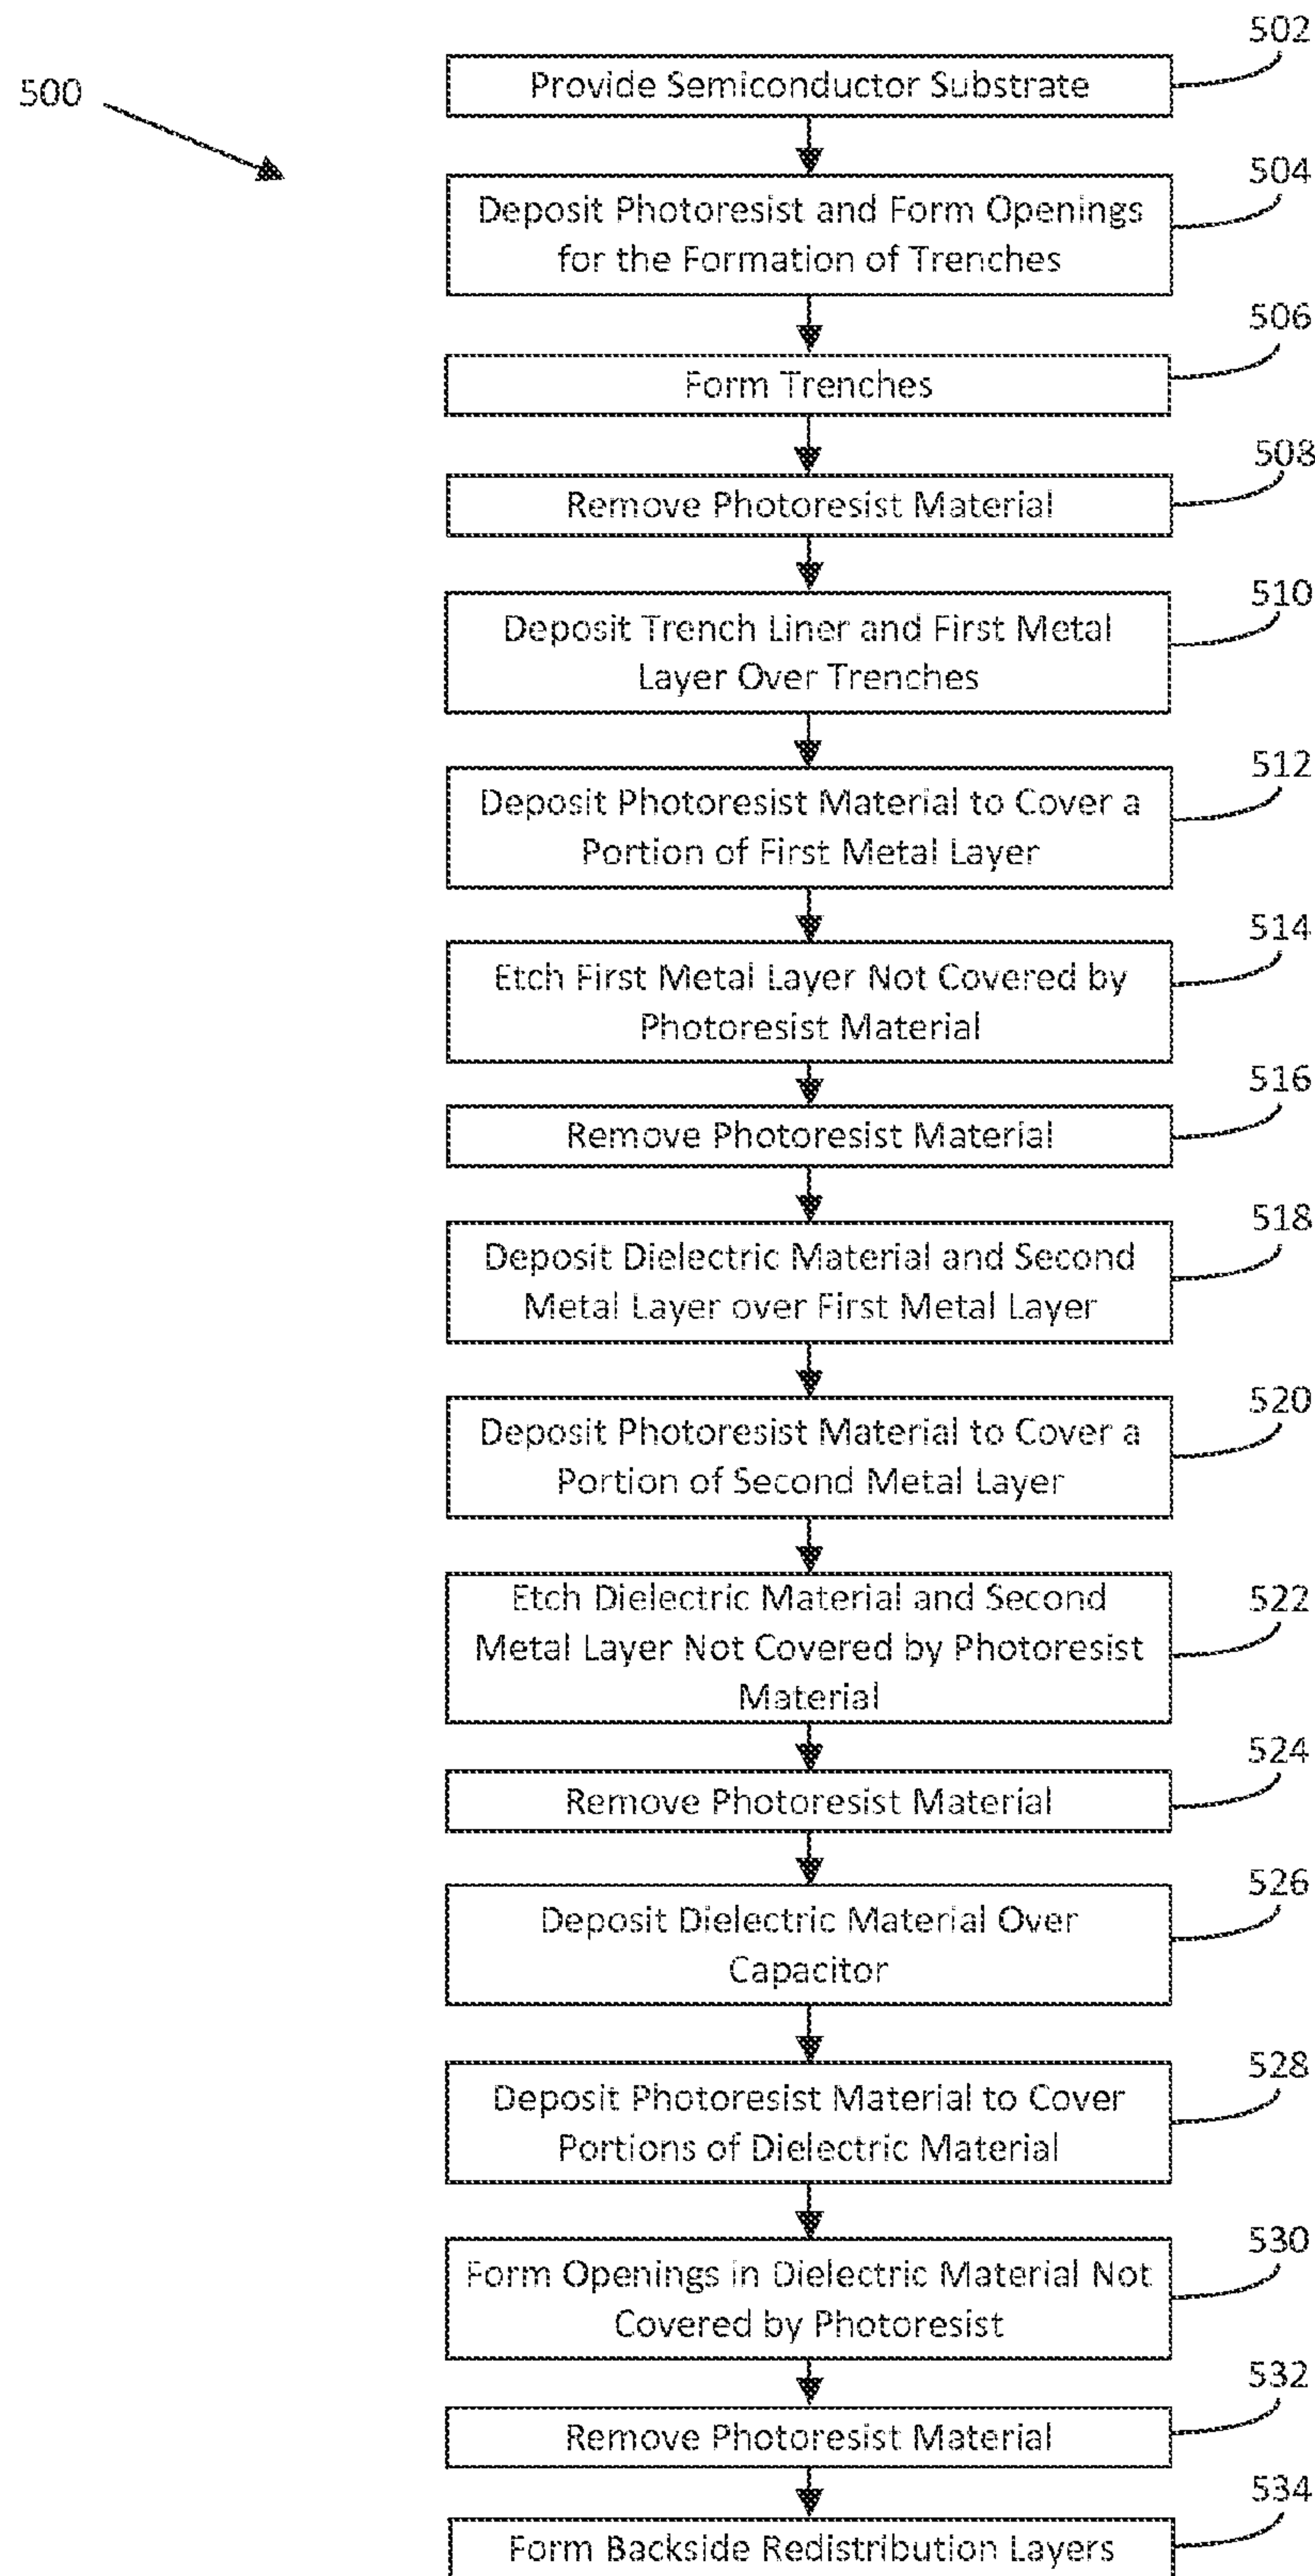 502
Provide Semiconductor Substrate
500
504
Deposit Photoresist and Form Openings
for the Formation of Trenches
506
Form Trenches
508
Remove Photoresist Material
510
Deposit Trench Liner and First Metal
Layer Over Trenches
512
Deposit Photoresist Material to Cover a
Portion of First Metal Layer
514
Etch First Metal Layer Not Covered by
Photoresist Material
516
Remove Photoresist Material
518
Deposit Dielectric Material and Second
Metal Layer over First Metal Layer
520
Deposit Photoresist Material to Cover a
Portion of Second Metal Layer
522
Etch Dielectric Material and Second
Metal Layer Not Covered by Photoresist
Material
524
Remove Photoresist Material
526
Deposit Dielectric Material Over
Capacitor
528
Deposit Photoresist Material to Cover
Portions of Dielectric Material
530
Form Openings in Dielectric Material Not
Covered by Photoresist
532
Remove Photoresist Material
534
Form Backside Redistribution Layers